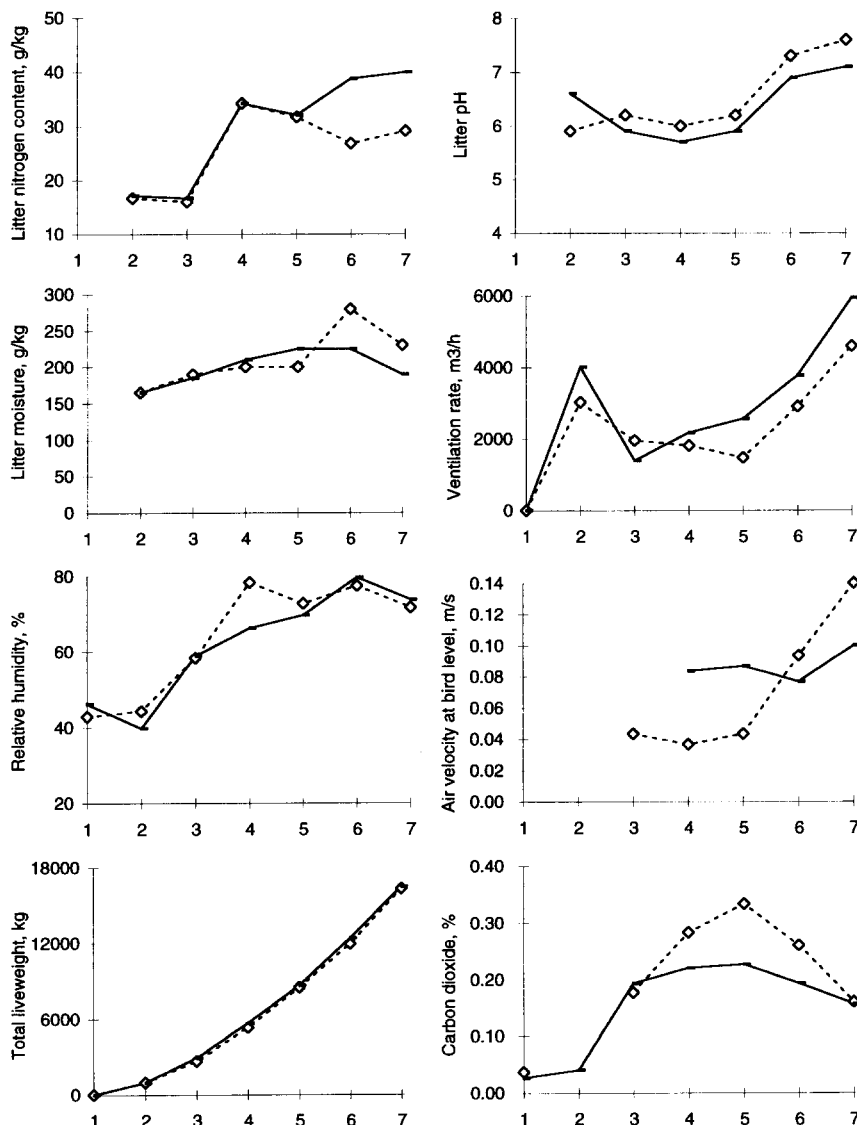 Litter nitrogen content, g/kg
50
40
30
20
10
1 2 3 4 5 6 7
Litter pH
8
7
6
5
4
1 2 3 4 5 6 7
Litter moisture, g/kg
300
250
200
150
100
50
0
1 2 3 4 5 6 7
Ventilation rate, m3/h
6000
4000
2000
0
1 2 3 4 5 6 7
Relative humidity, %
80
60
40
20
1 2 3 4 5 6 7
Air velocity at bird level, m/s
0.14
0.12
0.10
0.08
0.06
0.04
0.02
0.00
1 2 3 4 5 6 7
Total liveweight, kg
18000
12000
6000
0
1 2 3 4 5 6 7
Carbon dioxide, %
0.40
0.30
0.20
0.10
0.00
1 2 3 4 5 6 7